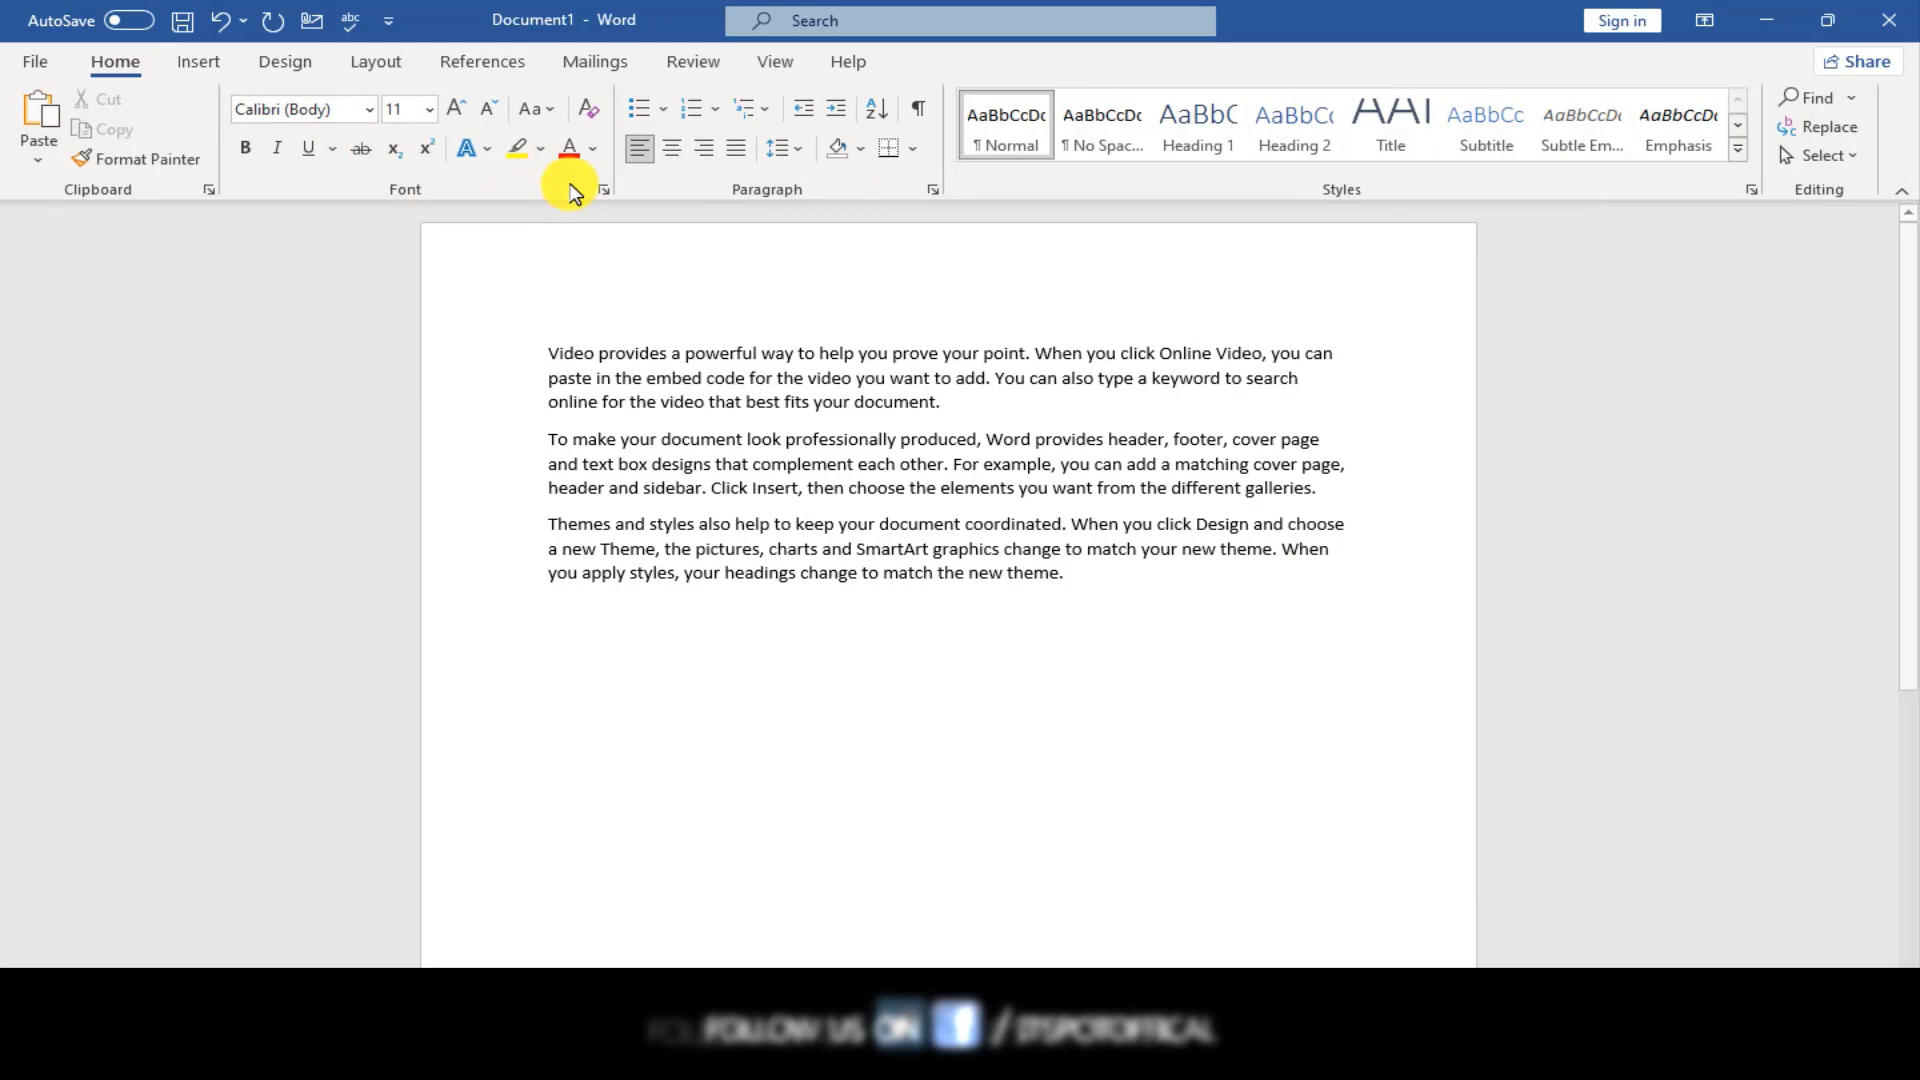 AutoSave
Document1 - Word
Search
Sign in
File
Home
Insert
Design
Layout
References
Mailings
Review
View
Help
Share
Paste
Cut
Copy
Format Painter
Clipboard
Calibri (Body)
11
Aa
B I U ab x₂ x² A A
Font
¶
Paragraph
AaBbCcDc
¶ Normal
AaBbCcDc
¶ No Spac...
AaBbC
Heading 1
AaBbCc
Heading 2
AAI
Title
AaBbCc
Subtitle
AaBbCcDc
Subtle Em...
AaBbCcDc
Emphasis
Styles
Find
Replace
Select
Editing
Video provides a powerful way to help you prove your point. When you click Online Video, you can
paste in the embed code for the video you want to add. You can also type a keyword to search
online for the video that best fits your document.
To make your document look professionally produced, Word provides header, footer, cover page
and text box designs that complement each other. For example, you can add a matching cover page,
header and sidebar. Click Insert, then choose the elements you want from the different galleries.
Themes and styles also help to keep your document coordinated. When you click Design and choose
a new Theme, the pictures, charts and SmartArt graphics change to match your new theme. When
you apply styles, your headings change to match the new theme.
FOLLOW US ON f / ITSPOTOFFICAL